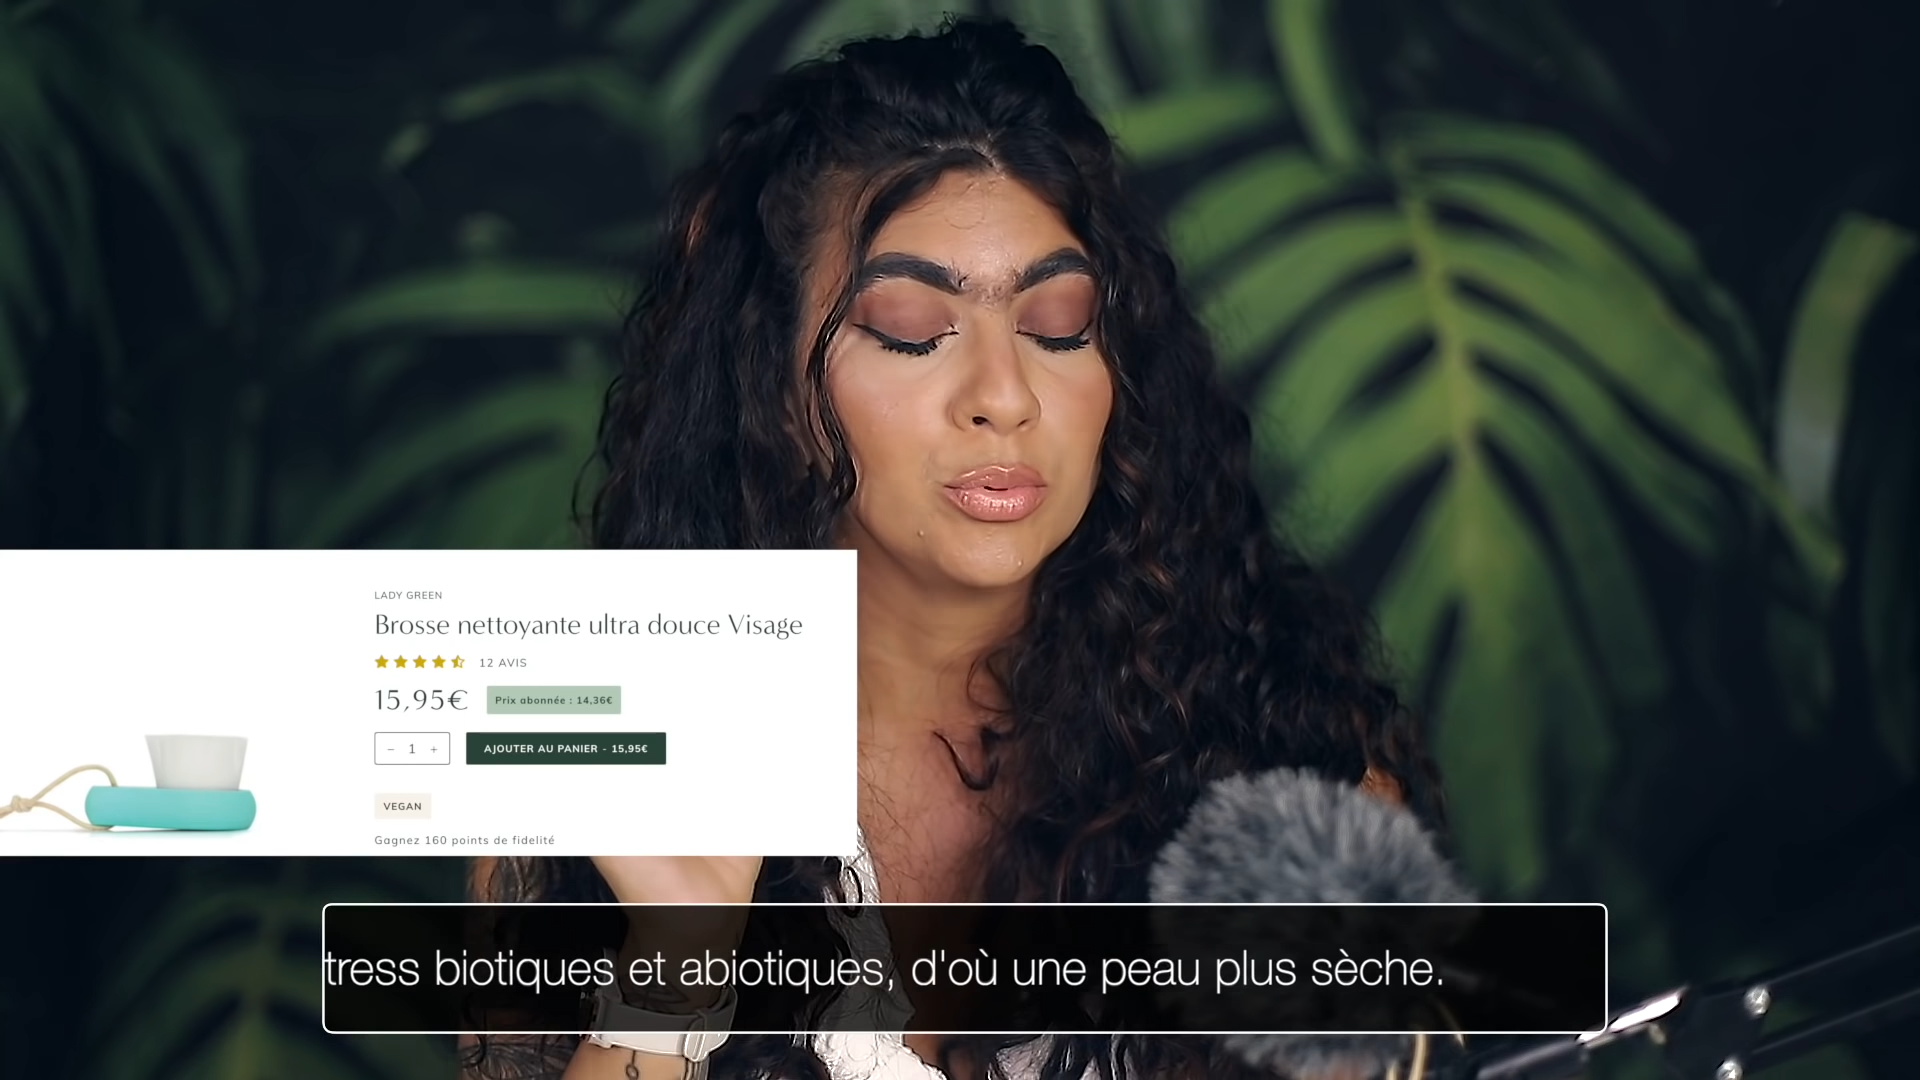 LADY GREEN
Brosse nettoyante ultra douce Visage
12 AVIS
15,95€ Prix abonnée : 14,36€
− 1 + AJOUTER AU PANIER - 15,95€
VEGAN
Gagnez 160 points de fidelité
tress biotiques et abiotiques, d'où une peau plus sèche.